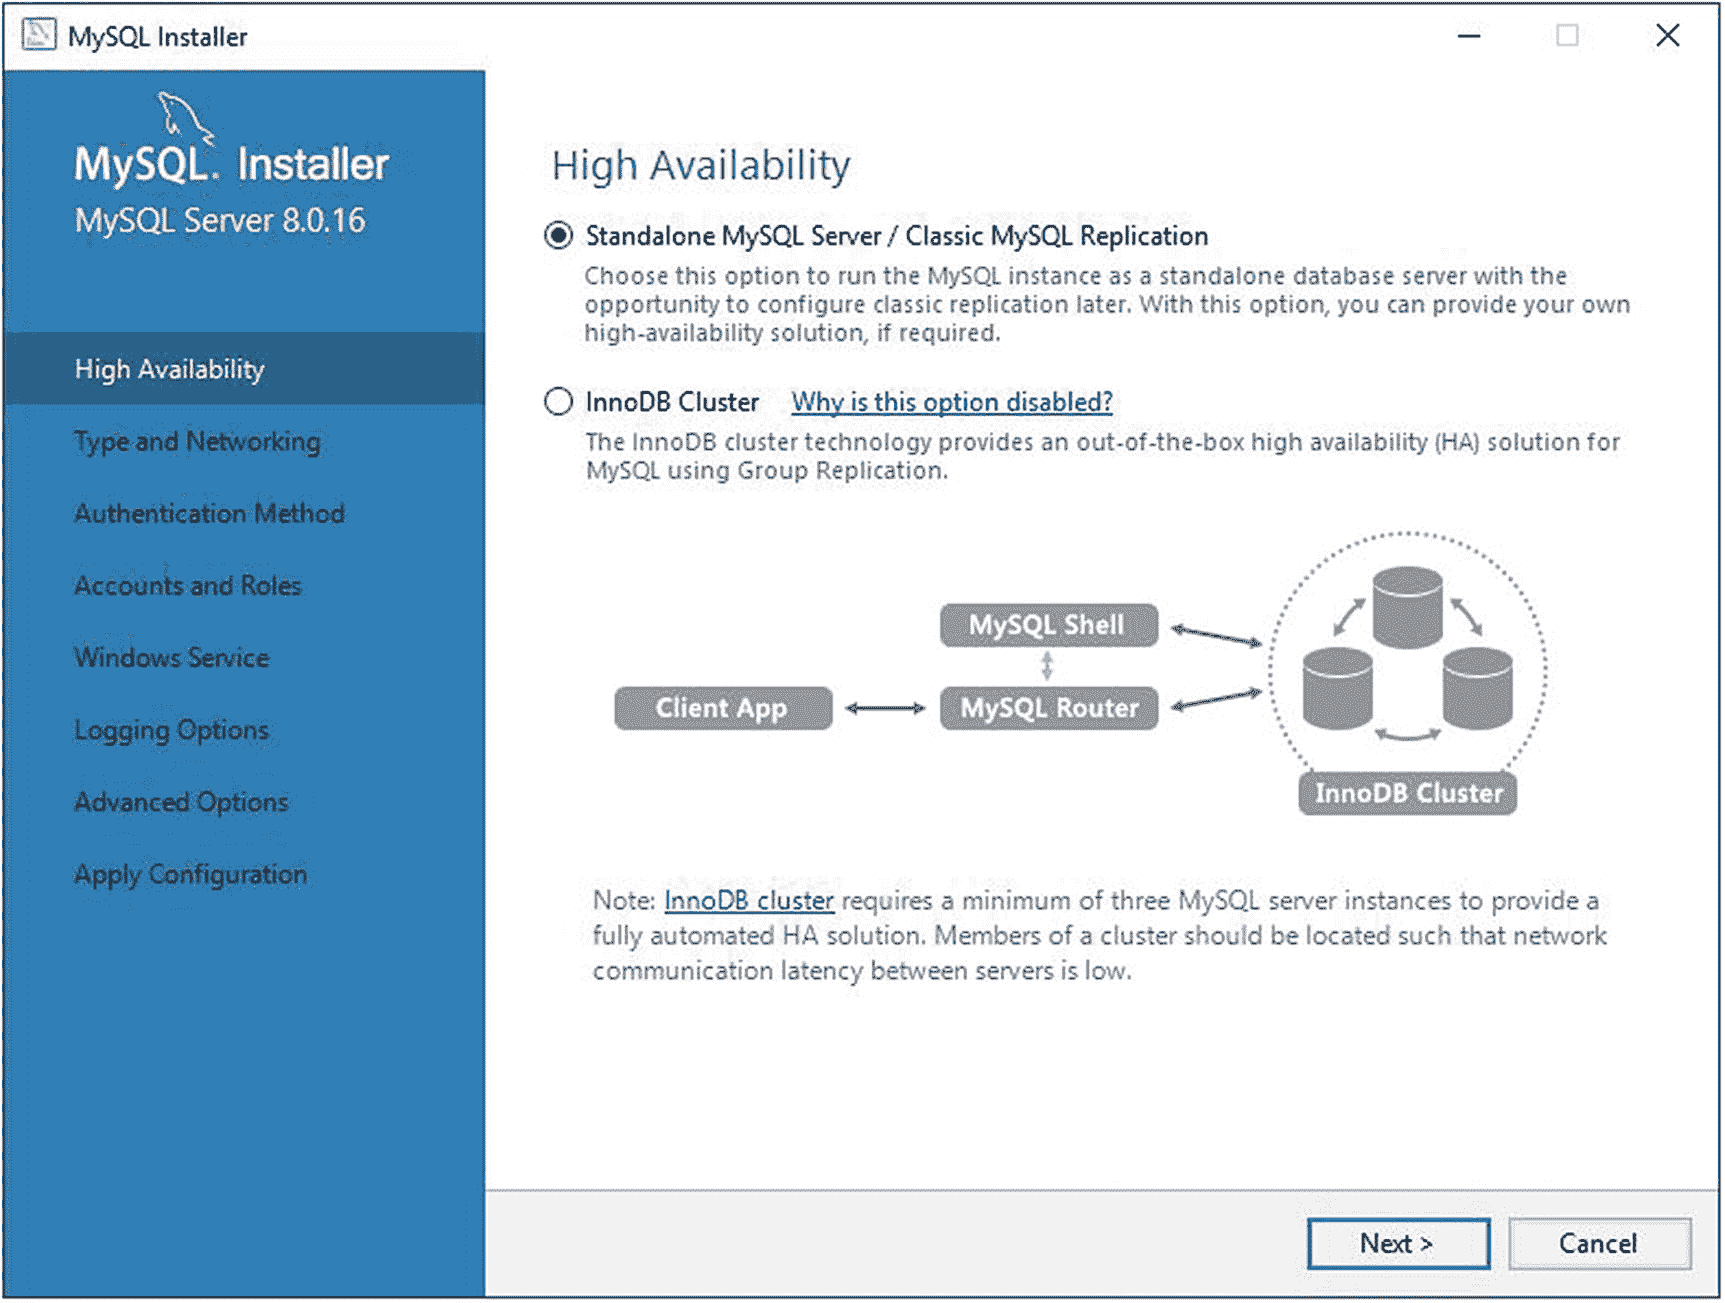 MySQL Installer
MySQL. Installer
MySQL Server 8.0.16
High Availability
Type and Networking
Authentication Method
Accounts and Roles
Windows Service
Logging Options
Advanced Options
Apply Configuration
High Availability
Standalone MySQL Server / Classic MySQL Replication
Choose this option to run the MySQL instance as a standalone database server with the
opportunity to configure classic replication later. With this option, you can provide your own
high-availability solution, if required.
InnoDB Cluster Why is this option disabled?
The InnoDB cluster technology provides an out-of-the-box high availability (HA) solution for
MySQL using Group Replication.
MySQL Shell
Client App
MySQL Router
InnoDB Cluster
Note: InnoDB cluster requires a minimum of three MySQL server instances to provide a
fully automated HA solution. Members of a cluster should be located such that network
communication latency between servers is low.
Next >
Cancel